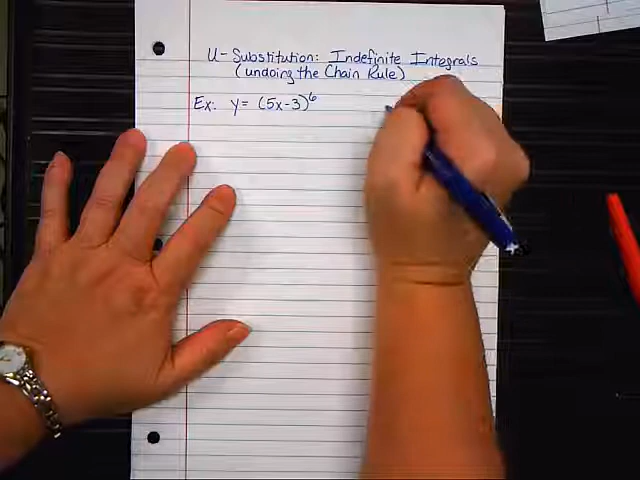 U-Substitution: Indefinite Integrals
(undoing the Chain Rule)
Ex: y = (5x-3)⁶